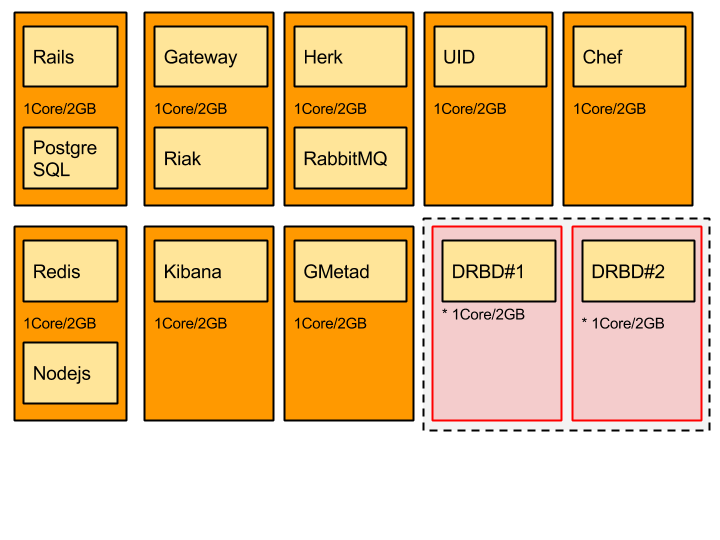 Rails
1Core/2GB
Postgre
SQL
Gateway
1Core/2GB
Riak
Herk
1Core/2GB
RabbitMQ
UID
1Core/2GB
Chef
1Core/2GB
Redis
1Core/2GB
Nodejs
Kibana
1Core/2GB
GMetad
1Core/2GB
DRBD#1
* 1Core/2GB
DRBD#2
* 1Core/2GB